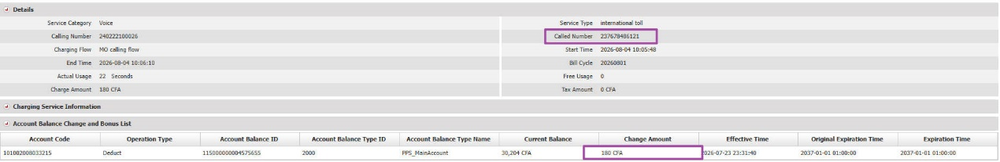 Details
Service Category Voice Service Type international toll
Calling Number 240222100026 Called Number 237678486121
Charging Flow MO calling flow Start Time 2026-08-04 10:05:48
End Time 2026-08-04 10:06:10 Bill Cycle 20260801
Actual Usage 22 Seconds Free Usage 0
Charge Amount 180 CFA Tax Amount 0 CFA
Charging Service Information
Account Balance Change and Bonus List
Account Code Operation Type Account Balance ID Account Balance Type ID Account Balance Type Name Current Balance Change Amount Effective Time Original Expiration Time Expiration Time
101002008033215 Deduct 115000000004575655 2000 PPS_MainAccount 30,204 CFA 180 CFA 2026-07-23 23:31:40 2037-01-01 01:00:00 2037-01-01 01:00:00